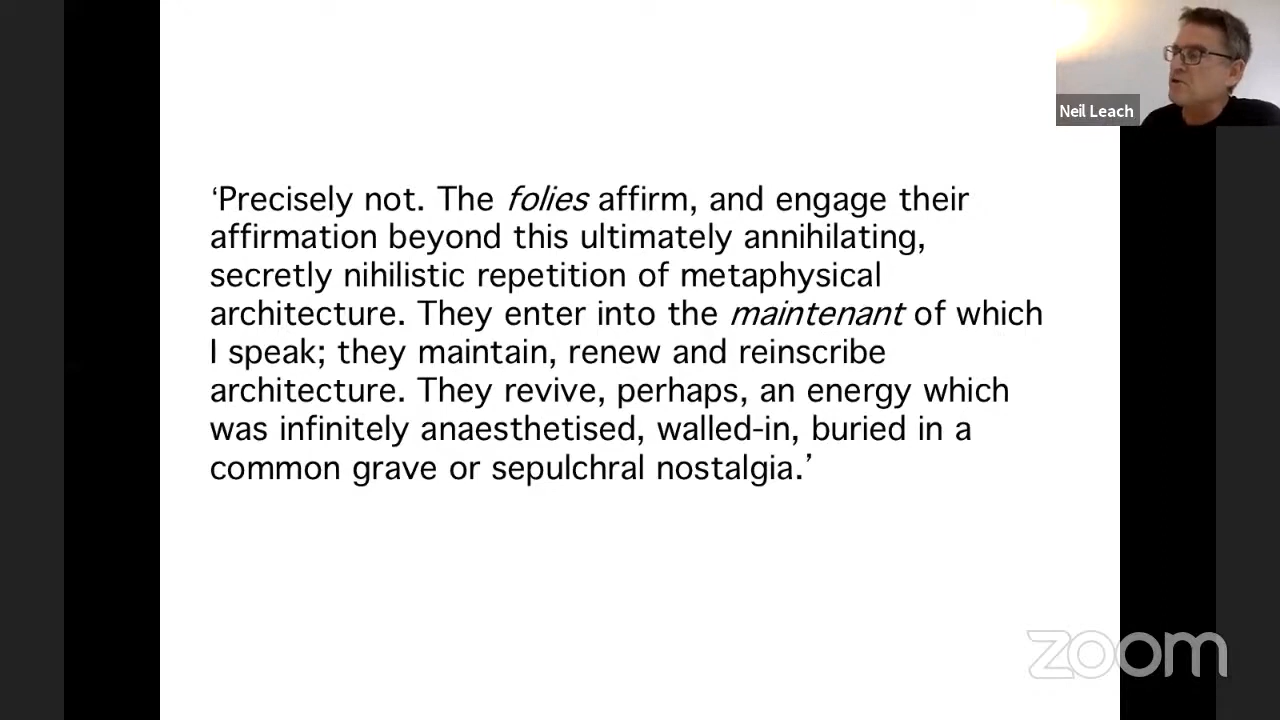 Neil Leach
‘Precisely not. The folies affirm, and engage their
affirmation beyond this ultimately annihilating,
secretly nihilistic repetition of metaphysical
architecture. They enter into the maintenant of which
I speak; they maintain, renew and reinscribe
architecture. They revive, perhaps, an energy which
was infinitely anaesthetised, walled-in, buried in a
common grave or sepulchral nostalgia.’
zoom